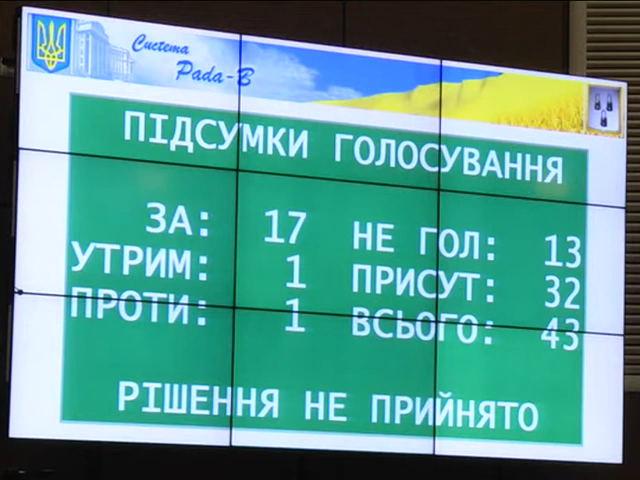 Система
Рада-В
ПІДСУМКИ ГОЛОСУВАННЯ
ЗА: 17 НЕ ГОЛ: 13
УТРИМ: 1 ПРИСУТ: 32
ПРОТИ: 1 ВСЬОГО: 43
РІШЕННЯ НЕ ПРИЙНЯТО